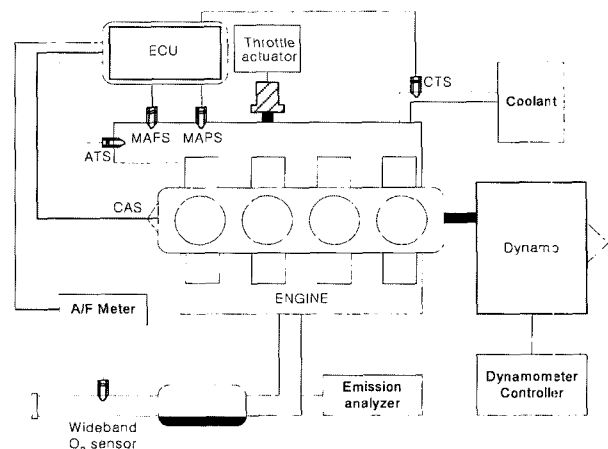 ECU
Throttle
actuator
CTS
Coolant
MAFS
MAPS
ATS
CAS
Dynamo
ENGINE
A/F Meter
Emission
analyzer
Dynamometer
Controller
Wideband
O₂ sensor